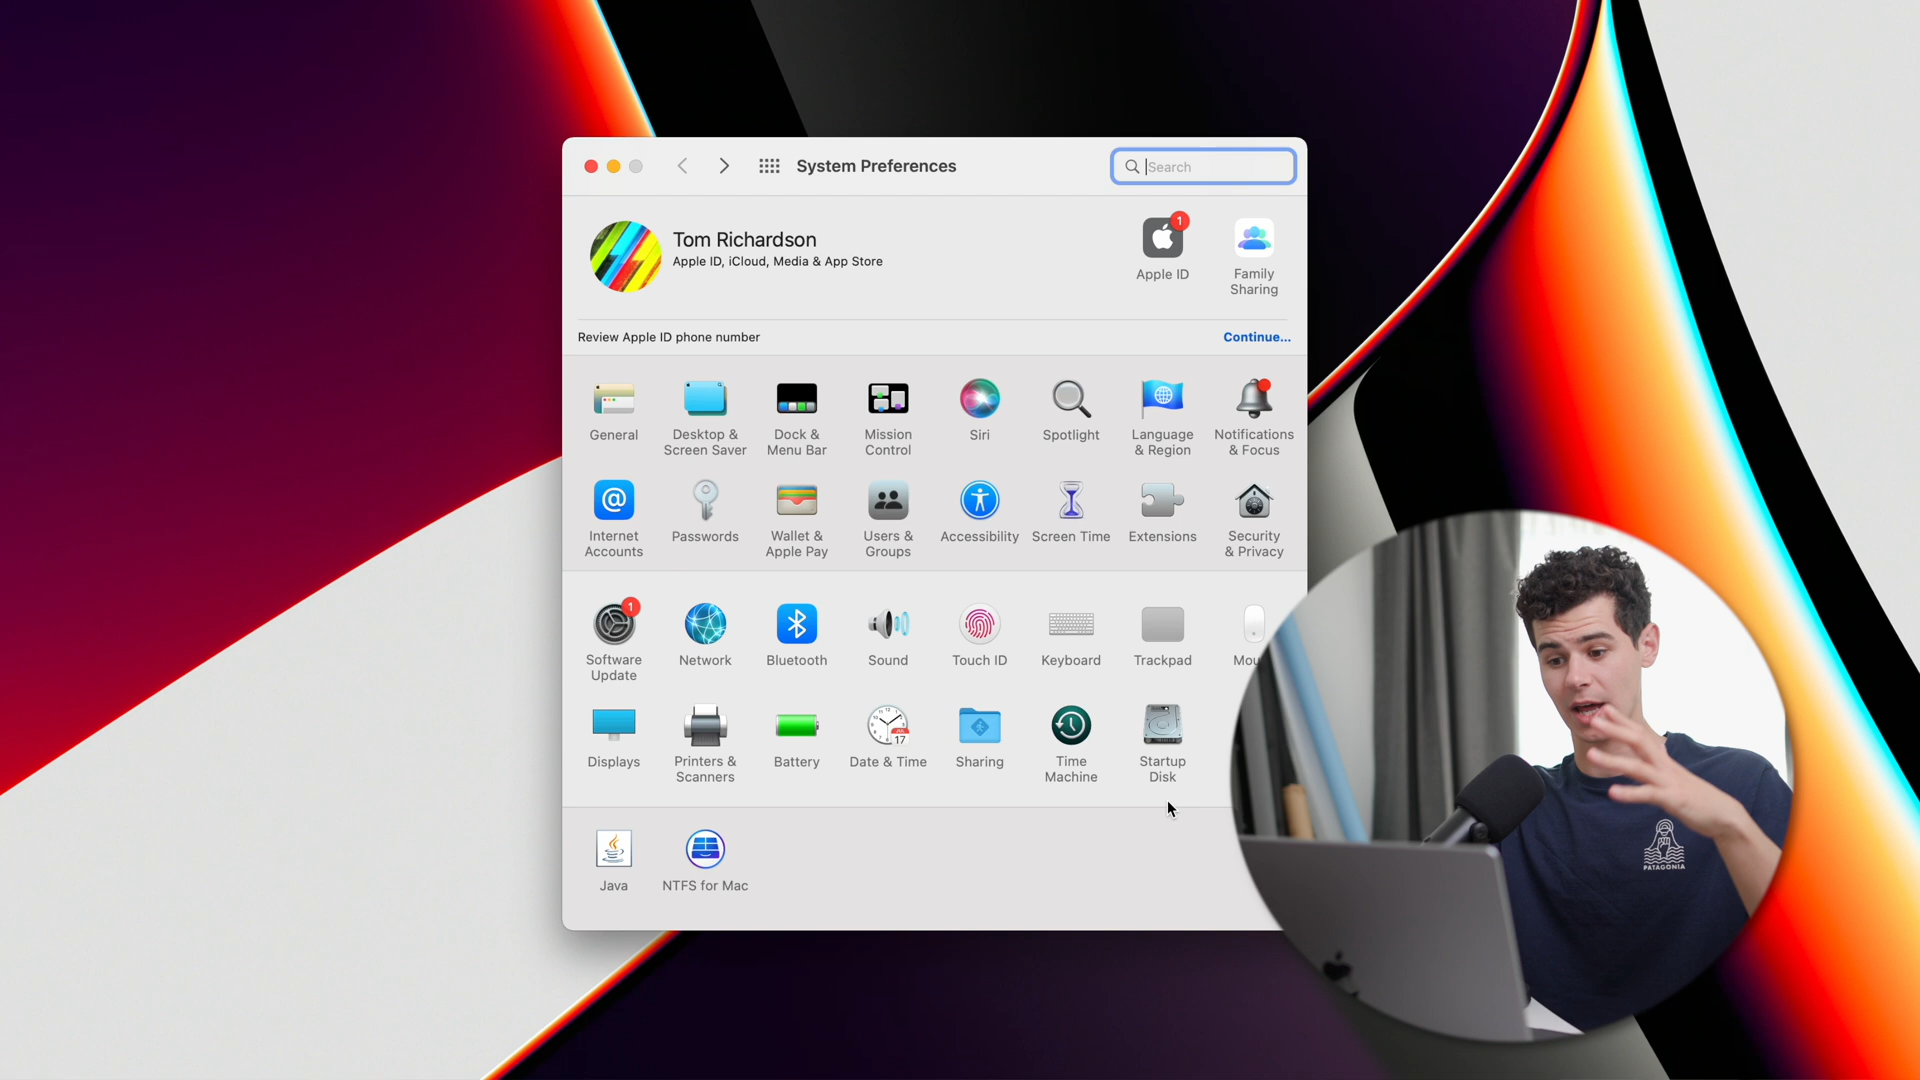 System Preferences
Search
Tom Richardson
Apple ID, iCloud, Media & App Store
1
Apple ID
Family
Sharing
Review Apple ID phone number
Continue...
General
Desktop &
Screen Saver
Dock &
Menu Bar
Mission
Control
Siri
Spotlight
Language
& Region
Notifications
& Focus
@
Internet
Accounts
Passwords
Wallet &
Apple Pay
Users &
Groups
Accessibility
Screen Time
Extensions
Security
& Privacy
1
Software
Update
Network
Bluetooth
Sound
Touch ID
Keyboard
Trackpad
Mou
Displays
Printers &
Scanners
Battery
JUL
17
Date & Time
Sharing
Time
Machine
Startup
Disk
Java
NTFS for Mac
PATAGONIA